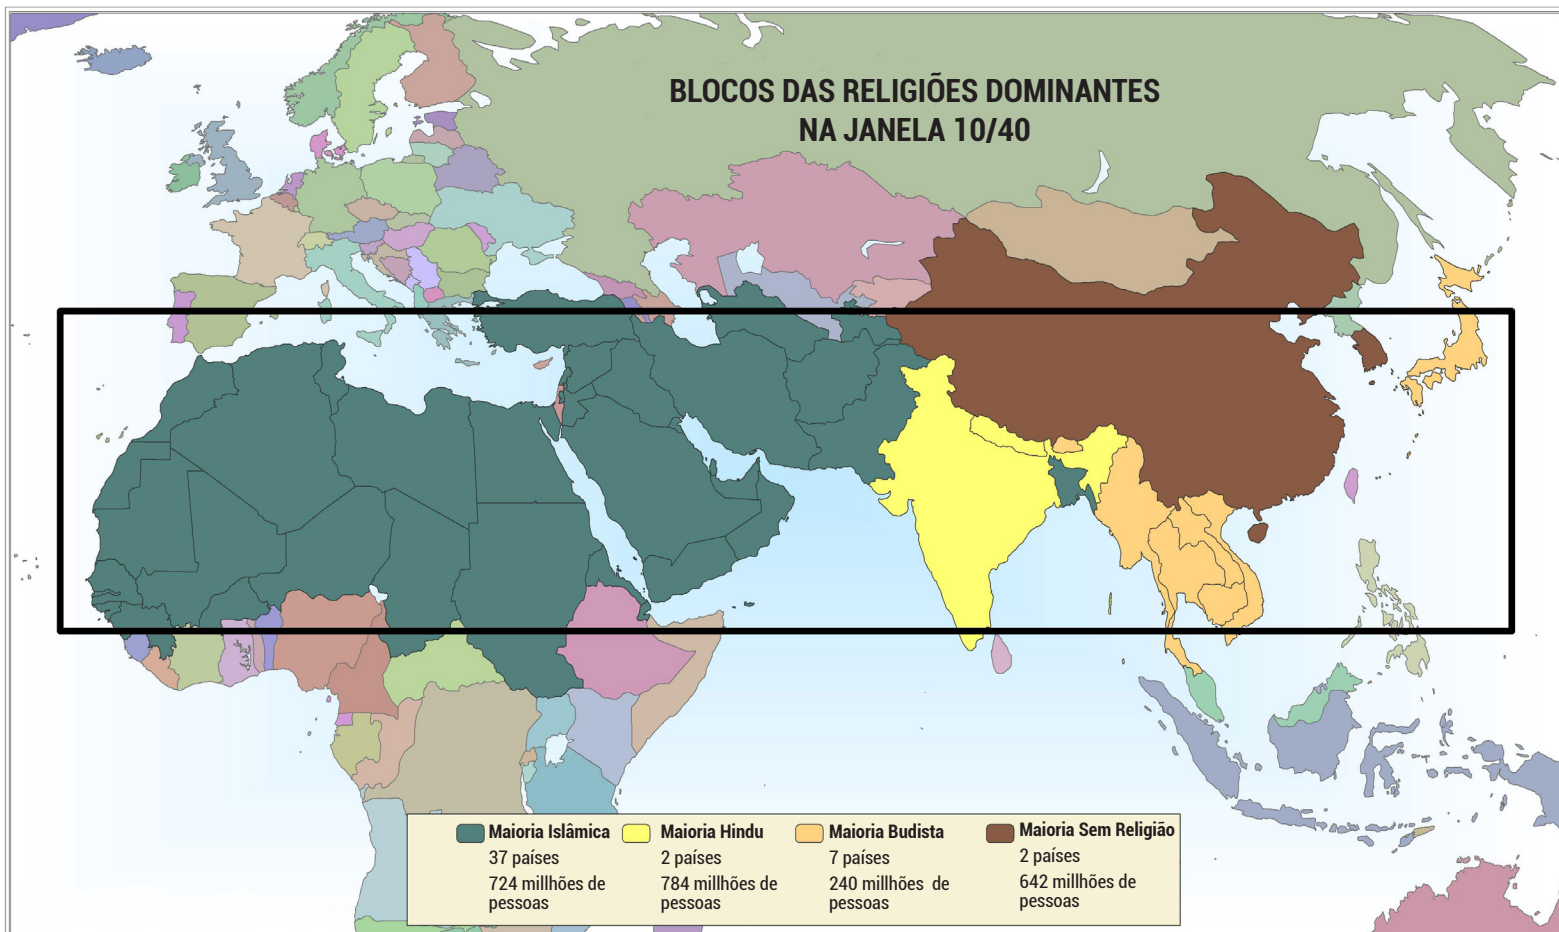 BLOCOS DAS RELIGIÕES DOMINANTES
NA JANELA 10/40
Maioria Islâmica
37 países
724 millhões de
pessoas
Maioria Hindu
2 países
784 millhões de
pessoas
Maioria Budista
7 países
240 millhões de
pessoas
Maioria Sem Religião
2 países
642 millhões de
pessoas